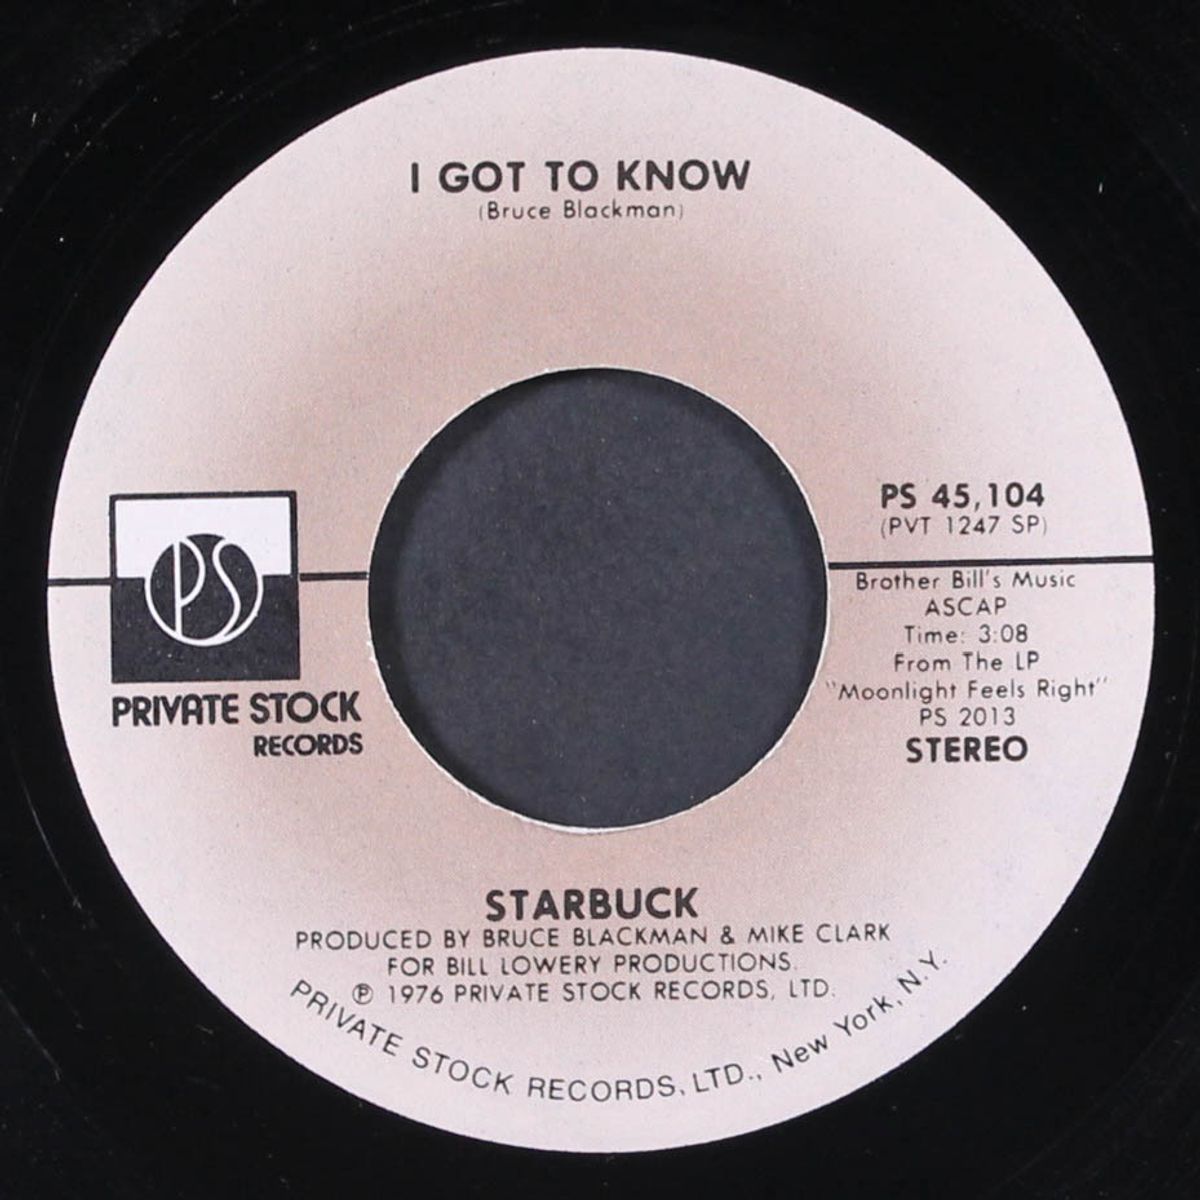 I GOT TO KNOW
(Bruce Blackman)
PS 45,104
(PVT 1247 SP)
Brother Bill's Music
ASCAP
Time: 3:08
From The LP
"Moonlight Feels Right"
PS 2013
STEREO
PS
PRIVATE STOCK
RECORDS
STARBUCK
PRODUCED BY BRUCE BLACKMAN & MIKE CLARK
FOR BILL LOWERY PRODUCTIONS.
℗ 1976 PRIVATE STOCK RECORDS, LTD.
PRIVATE STOCK RECORDS, LTD., New York, N.Y.